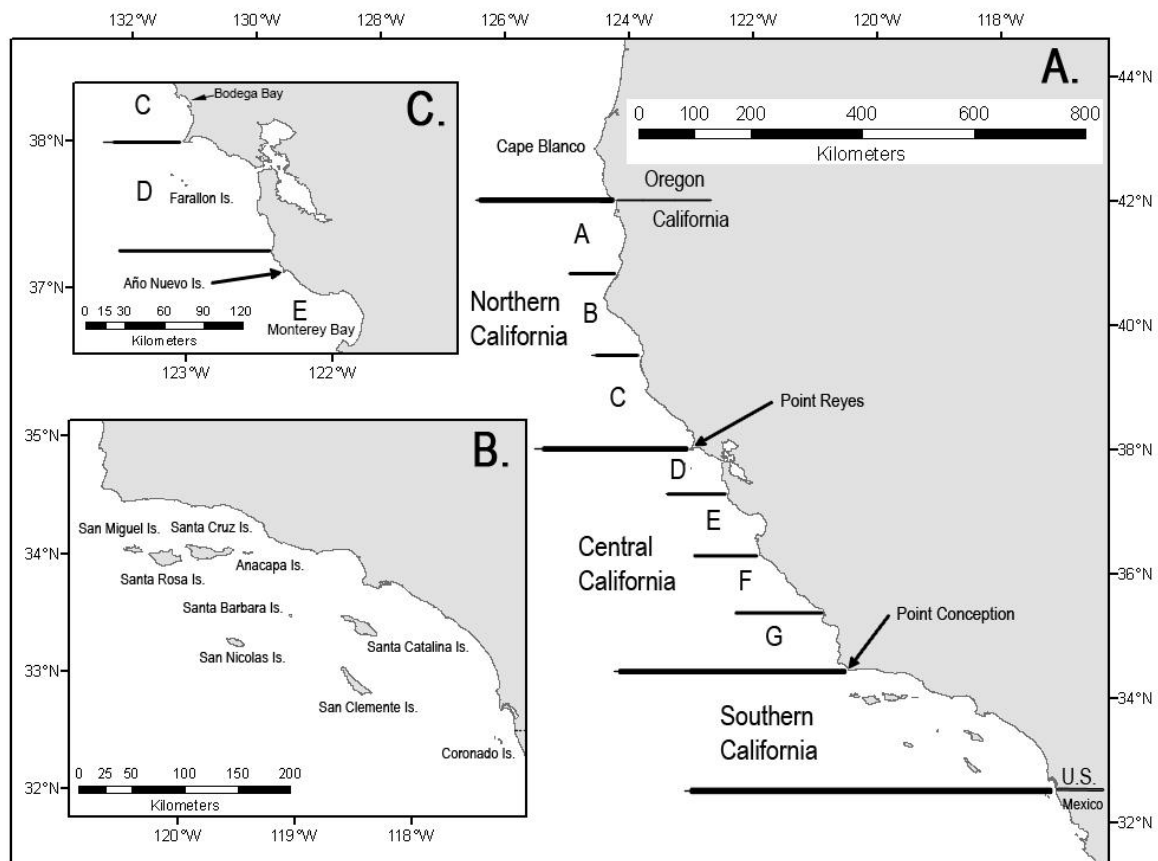 132°W 130°W 128°W 126°W 124°W 122°W 120°W 118°W
A.
44°N
42°N
40°N
38°N
36°N
34°N
32°N
0 100 200 400 600 800
Kilometers
Cape Blanco
Oregon
California
A
B
Northern
California
C
Point Reyes
D
E
Central
California
F
Point Conception
G
Southern
California
U.S.
Mexico
C.
C
Bodega Bay
38°N
D
Farallon Is.
37°N
Año Nuevo Is.
E
Monterey Bay
0 15 30 60 90 120
Kilometers
123°W 122°W
B.
35°N
34°N
33°N
32°N
San Miguel Is. Santa Cruz Is.
Santa Rosa Is. Anacapa Is.
Santa Barbara Is.
Santa Catalina Is.
San Nicolas Is.
San Clemente Is.
Coronado Is.
0 25 50 100 150 200
Kilometers
120°W 119°W 118°W